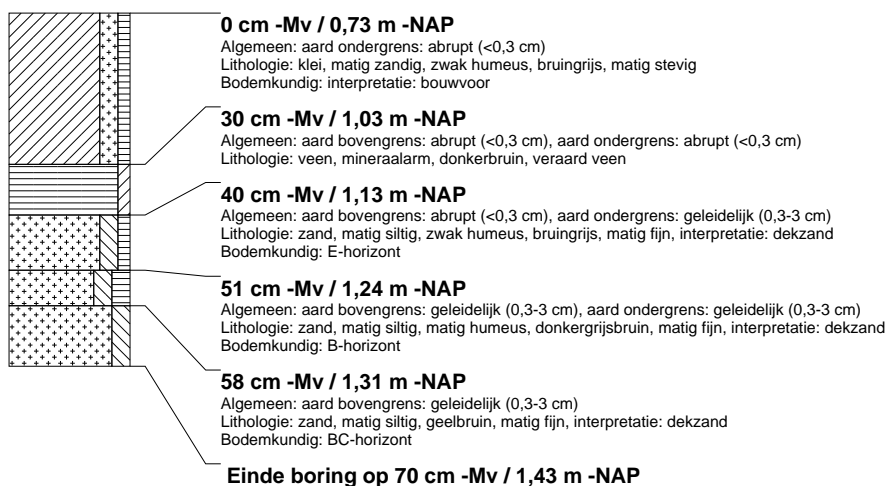 0 cm -Mv / 0,73 m -NAP
Algemeen: aard ondergrens: abrupt (<0,3 cm)
Lithologie: klei, matig zandig, zwak humeus, bruingrijs, matig stevig
Bodemkundig: interpretatie: bouwvoor
30 cm -Mv / 1,03 m -NAP
Algemeen: aard bovengrens: abrupt (<0,3 cm), aard ondergrens: abrupt (<0,3 cm)
Lithologie: veen, mineraalarm, donkerbruin, veraard veen
40 cm -Mv / 1,13 m -NAP
Algemeen: aard bovengrens: abrupt (<0,3 cm), aard ondergrens: geleidelijk (0,3-3 cm)
Lithologie: zand, matig siltig, zwak humeus, bruingrijs, matig fijn, interpretatie: dekzand
Bodemkundig: E-horizont
51 cm -Mv / 1,24 m -NAP
Algemeen: aard bovengrens: geleidelijk (0,3-3 cm), aard ondergrens: geleidelijk (0,3-3 cm)
Lithologie: zand, matig siltig, matig humeus, donkergrijsbruin, matig fijn, interpretatie: dekzand
Bodemkundig: B-horizont
58 cm -Mv / 1,31 m -NAP
Algemeen: aard bovengrens: geleidelijk (0,3-3 cm)
Lithologie: zand, matig siltig, geelbruin, matig fijn, interpretatie: dekzand
Bodemkundig: BC-horizont
Einde boring op 70 cm -Mv / 1,43 m -NAP